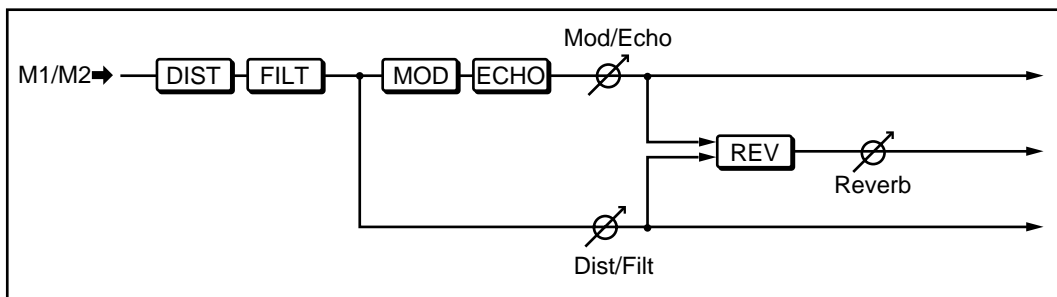 Mod/Echo
M1/M2
DIST
FILT
MOD
ECHO
REV
Reverb
Dist/Filt